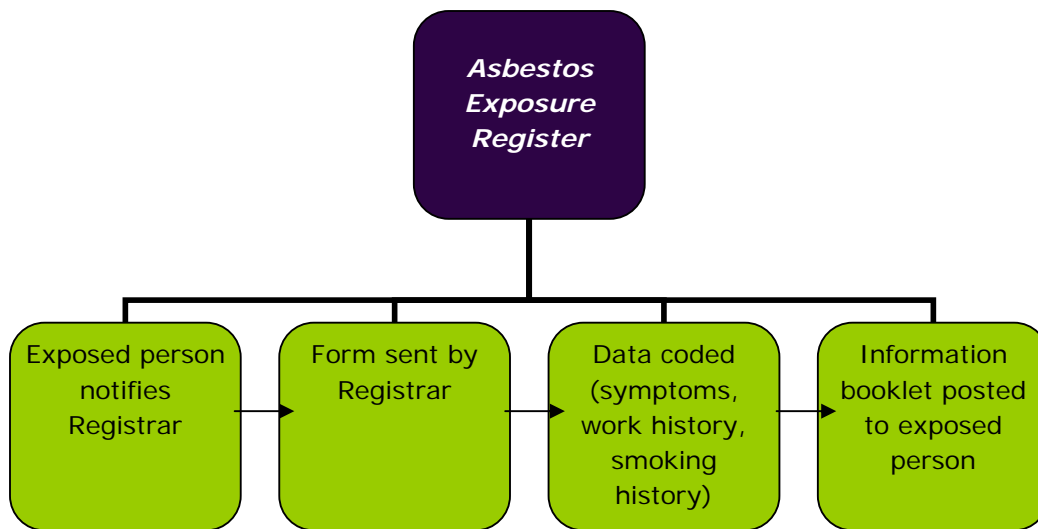 Asbestos
Exposure
Register
Exposed person
notifies
Registrar
Form sent by
Registrar
Data coded
(symptoms,
work history,
smoking
history)
Information
booklet posted
to exposed
person